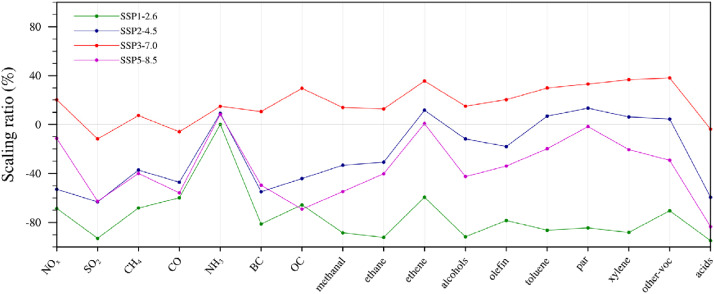 SSP1-2.6
SSP2-4.5
SSP3-7.0
SSP5-8.5
Scaling ratio (%)
80
40
0
-40
-80
NOx
SO2
CH4
CO
NH3
BC
OC
methanal
ethane
ethene
alcohols
olefin
toluene
par
xylene
other-voc
acids